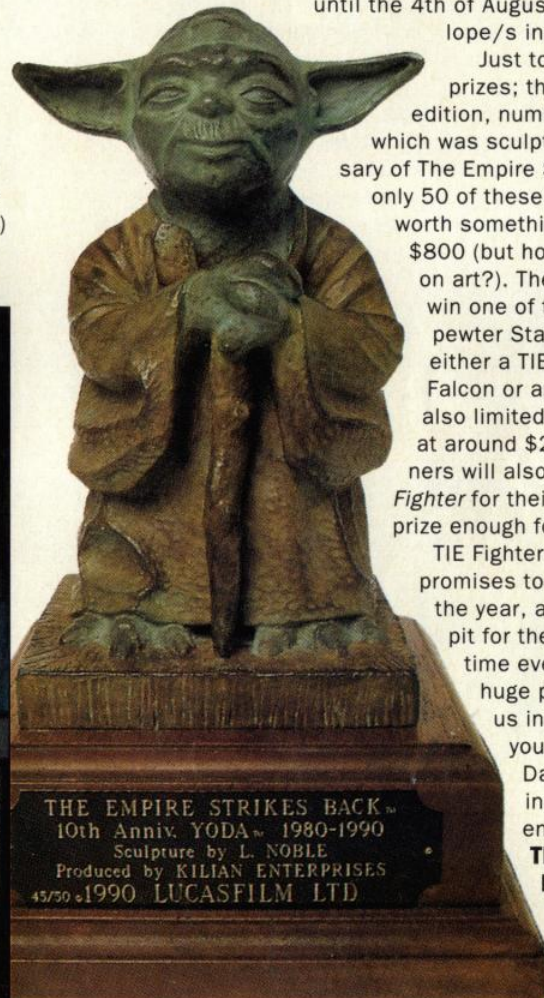 until the 4th of Augus
lope/s in
Just to
prizes; th
edition, num
which was sculpt
sary of The Empire
only 50 of these
worth somethi
$800 (but ho
on art?). The
win one of
pewter Sta
either a TIE
Falcon or a
also limited
at around $2
ners will also
Fighter for thei
prize enough fo
TIE Fighter
promises to
the year, a
pit for the
time eve
huge p
us in
you
Da
in
en
)
THE EMPIRE STRIKES BACK™
10th Anniv. YODA™ 1980-1990
Sculpture by L. NOBLE
Produced by KILIAN ENTERPRISES
45/50 ©1990 LUCASFILM LTD